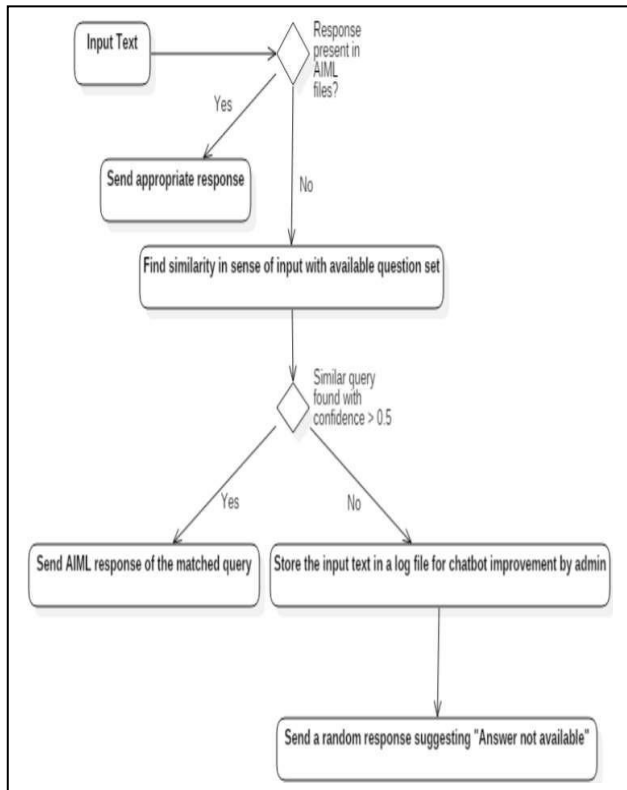 Input Text
Response
present in
AIML
files?
Yes
Send appropriate response
No
Find similarity in sense of input with available question set
Similar query
found with
confidence > 0.5
Yes
No
Send AIML response of the matched query
Store the input text in a log file for chatbot improvement by admin
Send a random response suggesting "Answer not available"